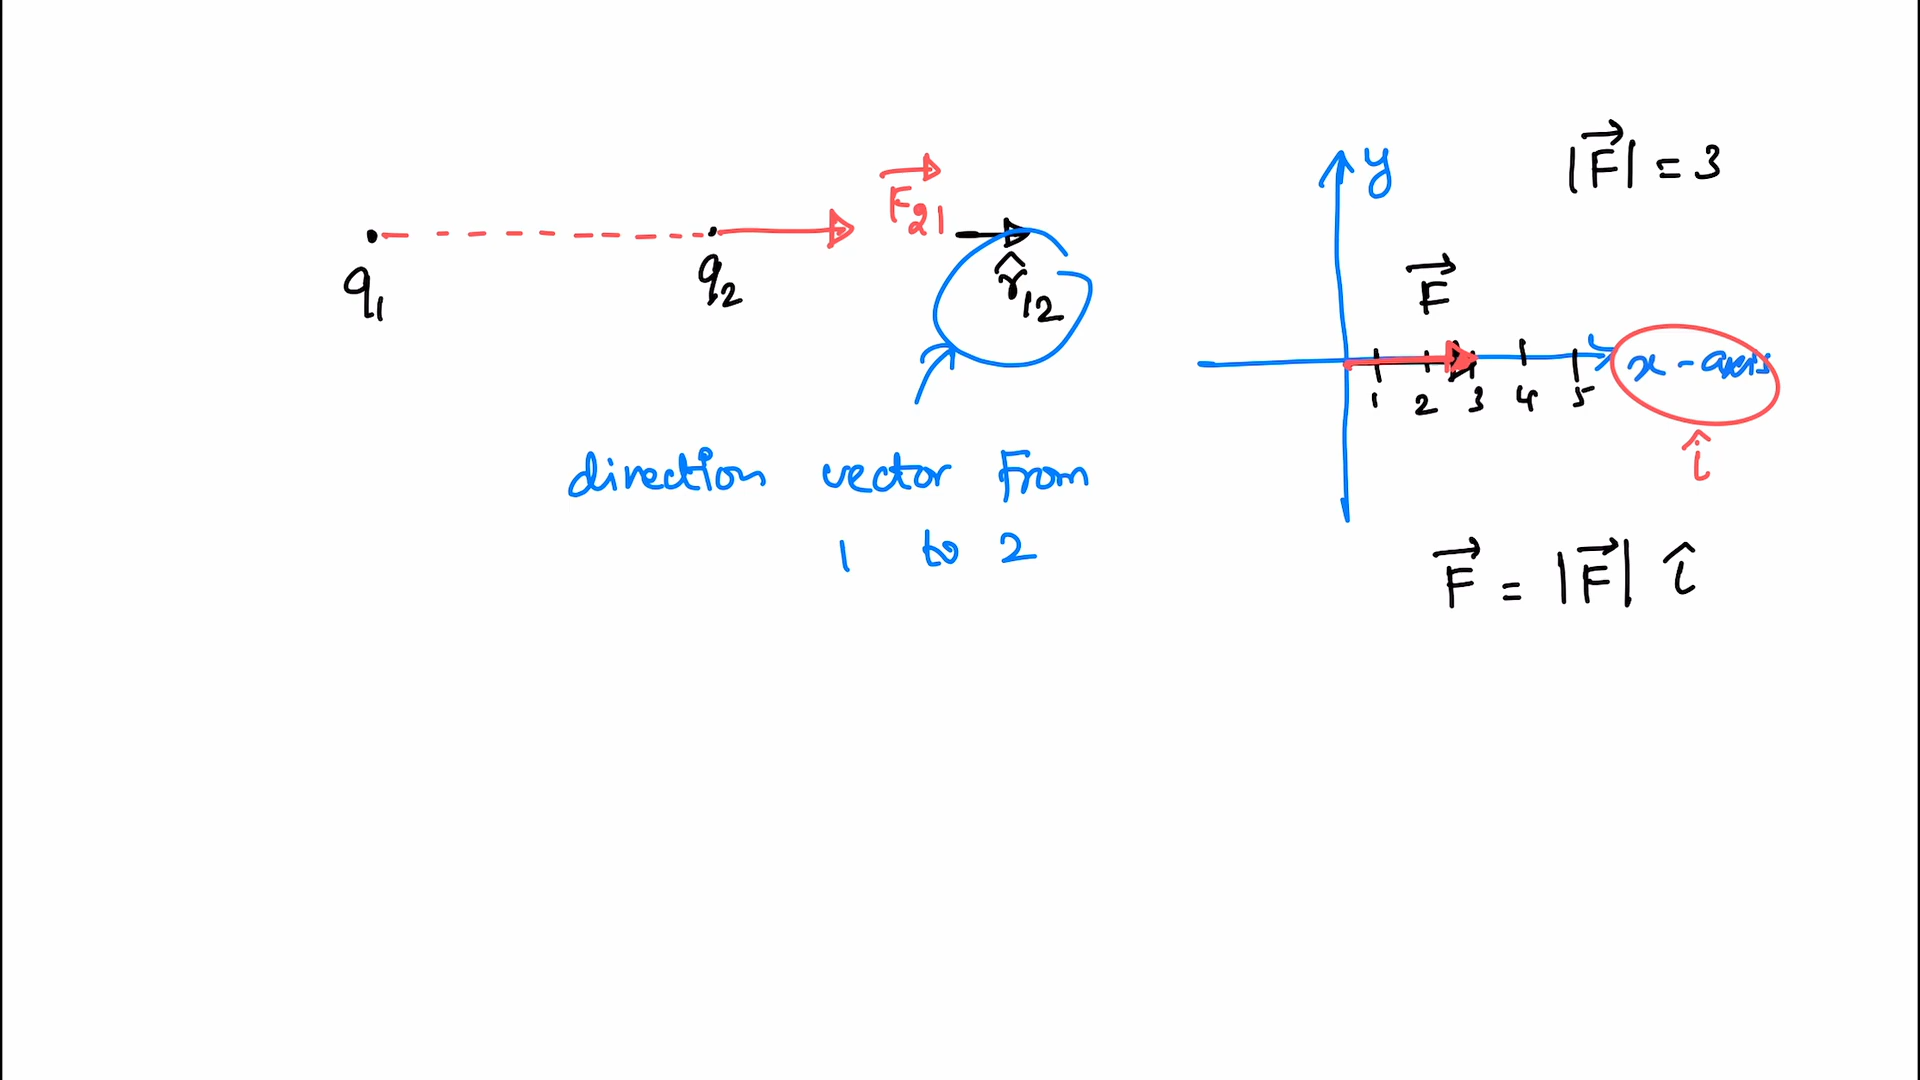 q₁
q₂
F⃗₂₁
r̂₁₂
direction vector from
1 to 2
y
|F⃗| = 3
F⃗
1 2 3 4 5
x - axis
î
F⃗ = |F⃗| î